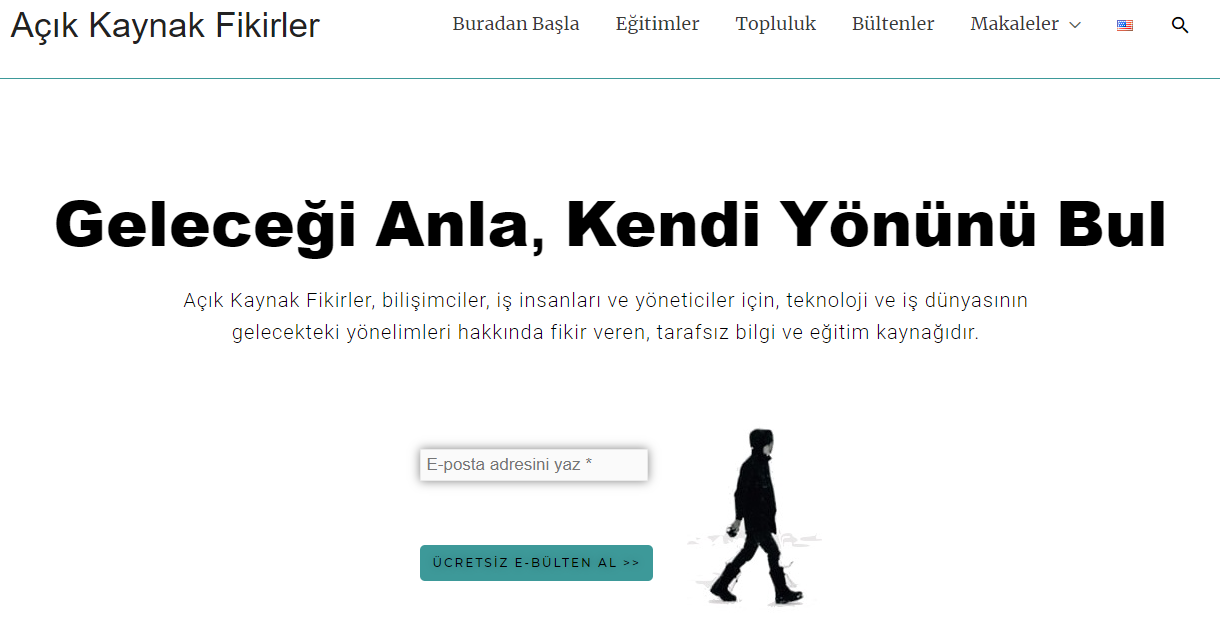 Açık Kaynak Fikirler
Buradan Başla Eğitimler Topluluk Bültenler Makaleler
Geleceği Anla, Kendi Yönünü Bul
Açık Kaynak Fikirler, bilişimciler, iş insanları ve yöneticiler için, teknoloji ve iş dünyasının
gelecekteki yönelimleri hakkında fikir veren, tarafsız bilgi ve eğitim kaynağıdır.
E-posta adresini yaz *
ÜCRETSİZ E-BÜLTEN AL >>